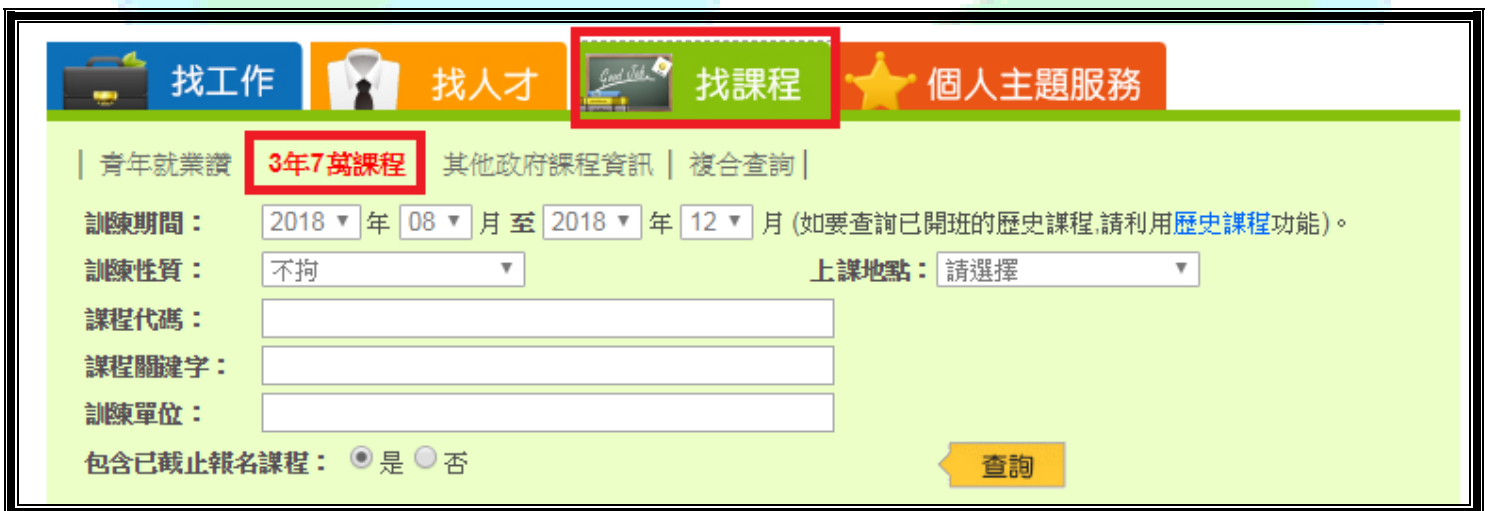 找工作 找人才 Good Job. 找課程 個人主題服務
| 青年就業讚 3年7萬課程 其他政府課程資訊 | 複合查詢 |
訓練期間： 2018 ▼ 年 08 ▼ 月 至 2018 ▼ 年 12 ▼ 月 (如要查詢已開班的歷史課程,請利用歷史課程功能)。
訓練性質： 不拘 ▼ 上課地點： 請選擇 ▼
課程代碼：
課程關鍵字：
訓練單位：
包含已截止報名課程： 是 否 查詢